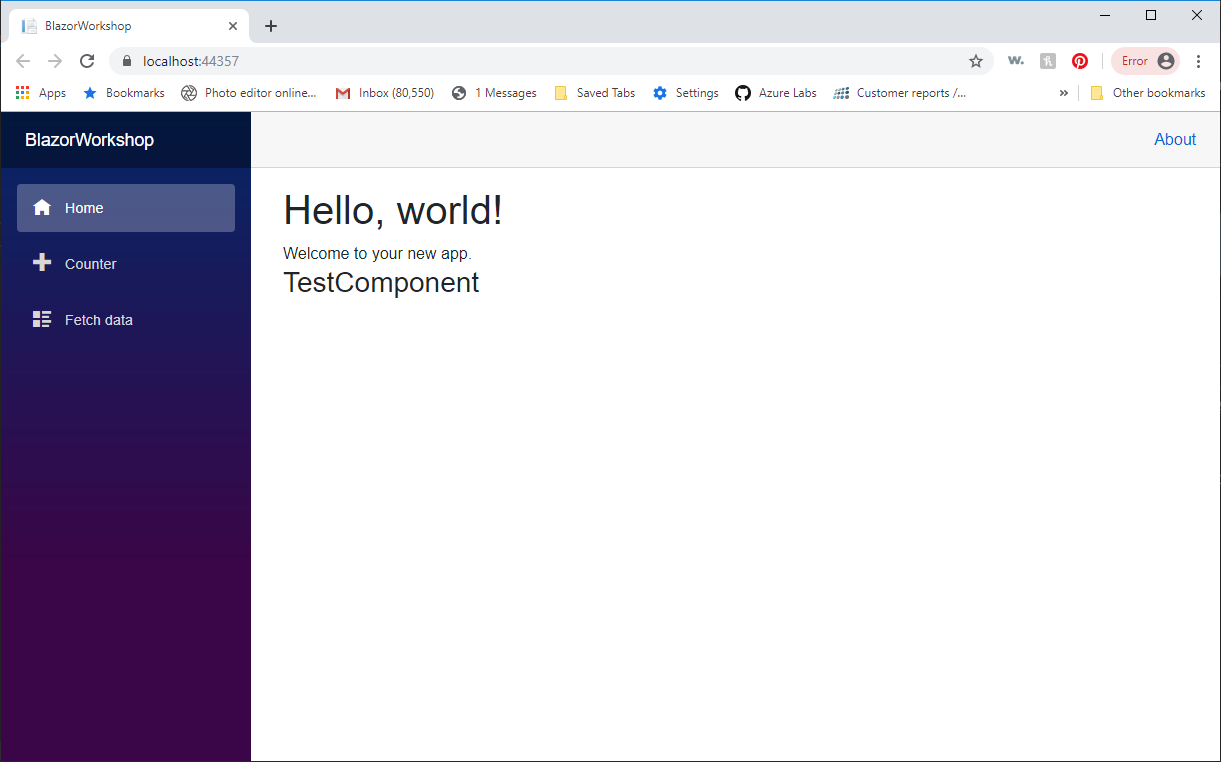 BlazorWorkshop
localhost:44357
W.
Error
Apps
Bookmarks
Photo editor online...
Inbox (80,550)
1 Messages
Saved Tabs
Settings
Azure Labs
Customer reports /...
»
Other bookmarks
BlazorWorkshop
About
Home
Counter
Fetch data
Hello, world!
Welcome to your new app.
TestComponent